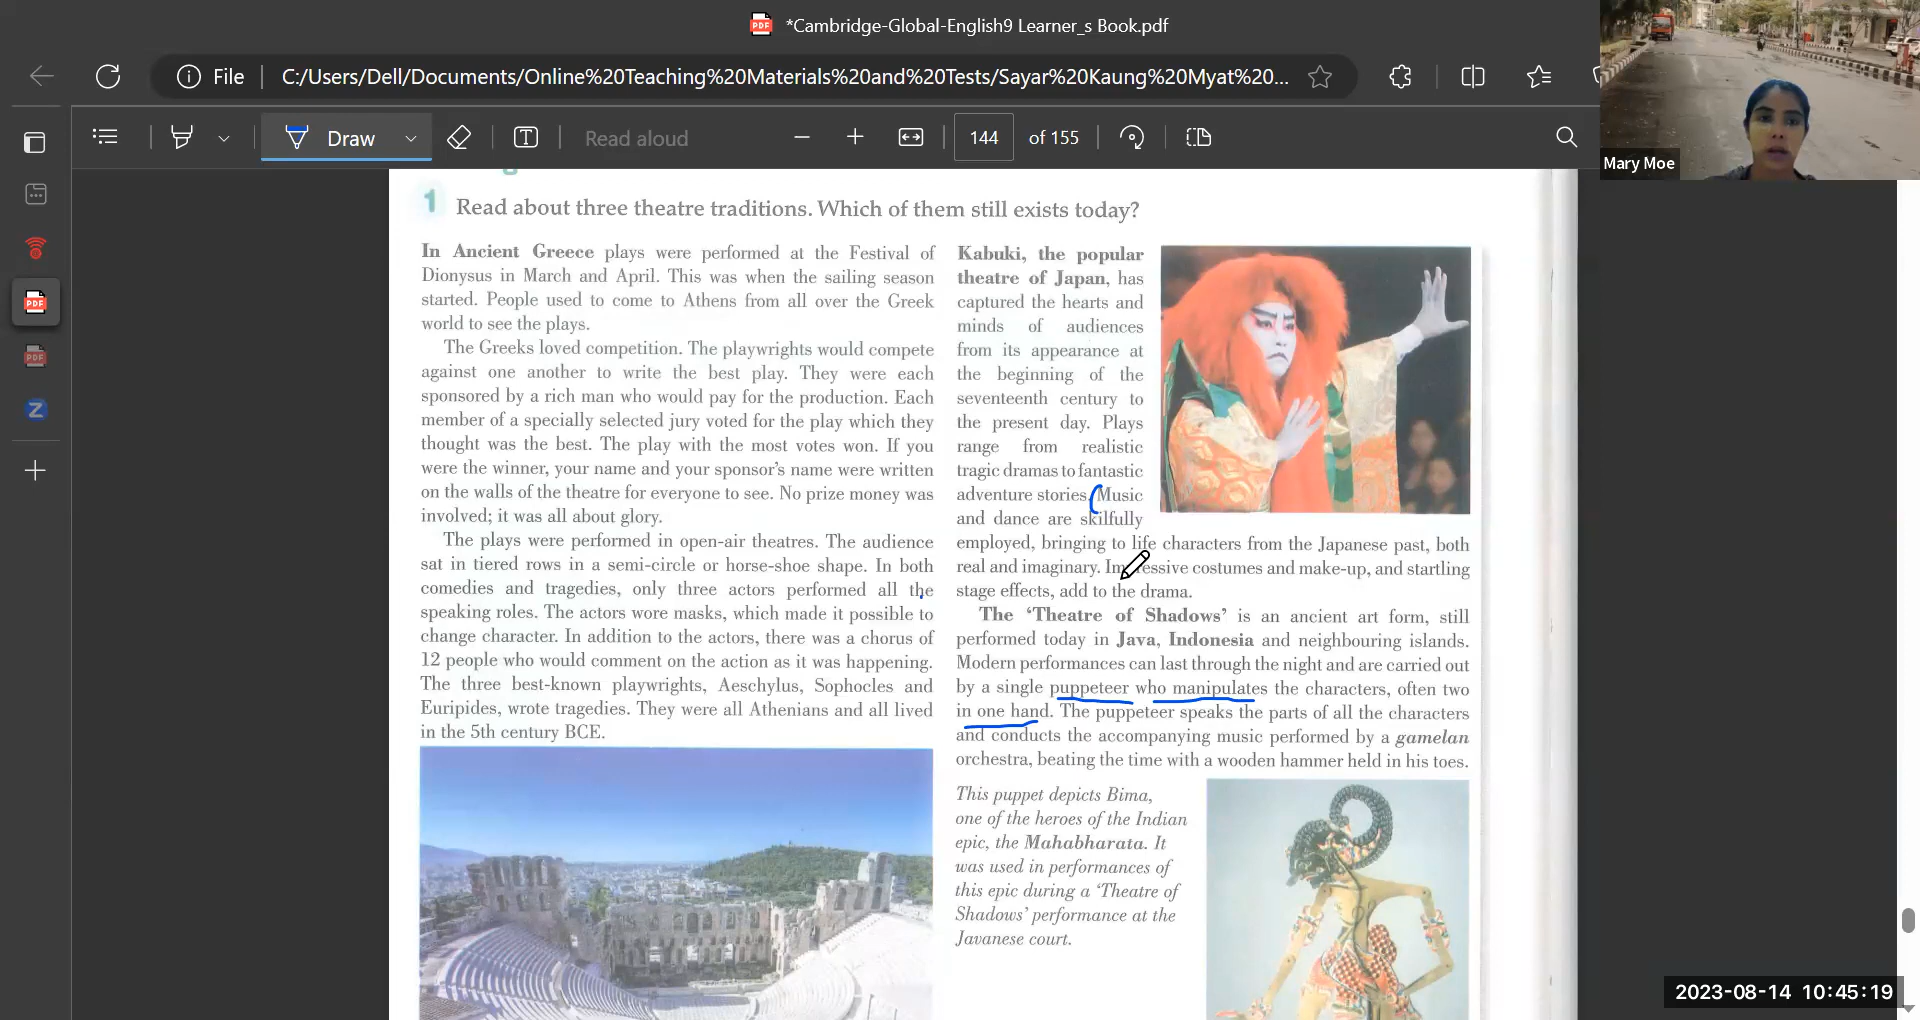 *Cambridge-Global-English9 Learner_s Book.pdf
File
C:/Users/Dell/Documents/Online%20Teaching%20Materials%20and%20Tests/Sayar%20Kaung%20Myat%20...
Draw
Read aloud
144
of 155
Mary Moe
1
Read about three theatre traditions. Which of them still exists today?
In Ancient Greece plays were performed at the Festival of
Dionysus in March and April. This was when the sailing season
started. People used to come to Athens from all over the Greek
world to see the plays.
The Greeks loved competition. The playwrights would compete
against one another to write the best play. They were each
sponsored by a rich man who would pay for the production. Each
member of a specially selected jury voted for the play which they
thought was the best. The play with the most votes won. If you
were the winner, your name and your sponsor's name were written
on the walls of the theatre for everyone to see. No prize money was
involved; it was all about glory.
The plays were performed in open-air theatres. The audience
sat in tiered rows in a semi-circle or horse-shoe shape. In both
comedies and tragedies, only three actors performed all the
speaking roles. The actors wore masks, which made it possible to
change character. In addition to the actors, there was a chorus of
12 people who would comment on the action as it was happening.
The three best-known playwrights, Aeschylus, Sophocles and
Euripides, wrote tragedies. They were all Athenians and all lived
in the 5th century BCE.
Kabuki, the popular
theatre of Japan, has
captured the hearts and
minds of audiences
from its appearance at
the beginning of the
seventeenth century to
the present day. Plays
range from realistic
tragic dramas to fantastic
adventure stories. Music
and dance are skilfully
employed, bringing to life characters from the Japanese past, both
real and imaginary. Impressive costumes and make-up, and startling
stage effects, add to the drama.
The 'Theatre of Shadows' is an ancient art form, still
performed today in Java, Indonesia and neighbouring islands.
Modern performances can last through the night and are carried out
by a single puppeteer who manipulates the characters, often two
in one hand. The puppeteer speaks the parts of all the characters
and conducts the accompanying music performed by a gamelan
orchestra, beating the time with a wooden hammer held in his toes.
This puppet depicts Bima,
one of the heroes of the Indian
epic, the Mahabharata. It
was used in performances of
this epic during a 'Theatre of
Shadows' performance at the
Javanese court.
2023-08-14 10:45:19